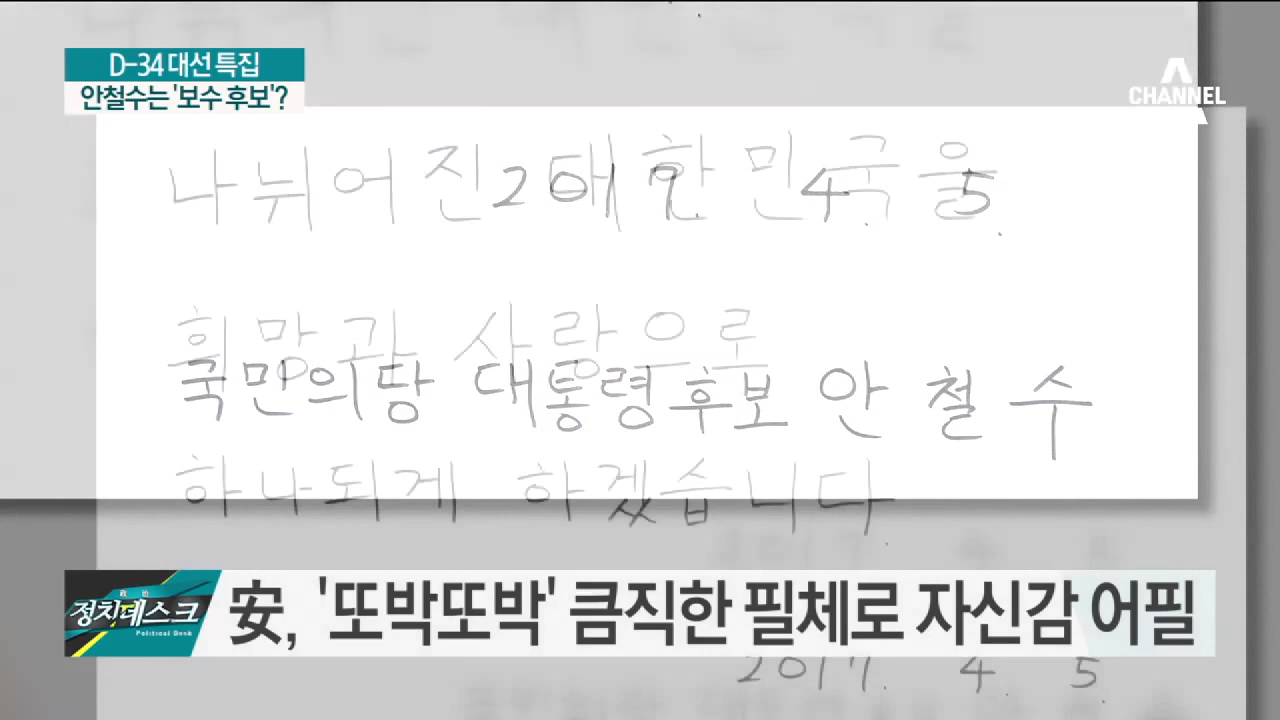 D-34 대선 특집
안철수는 '보수 후보'?
CHANNEL A
나뉘어진 대한민국을
2017. 4. 5.
희망과 사랑으로
국민의당 대통령후보 안철수
하나되게 하겠습니다
정치데스크
Political Desk
安, '또박또박' 큼직한 필체로 자신감 어필
2017. 4. 5.